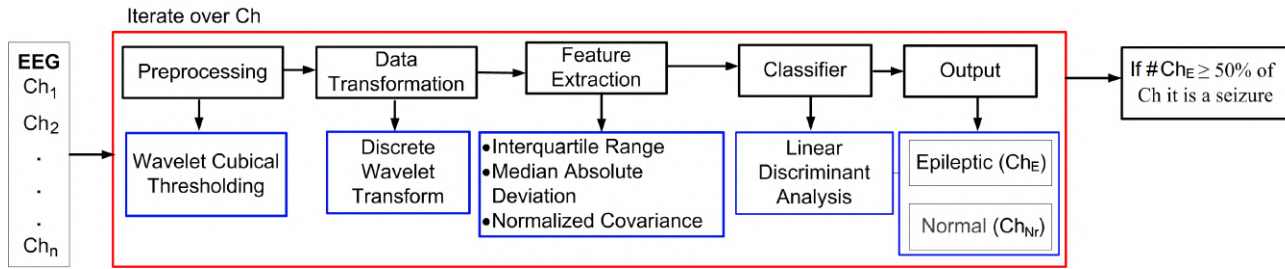 Iterate over Ch
EEG
Ch1
Ch2
.
.
.
Chn
Preprocessing
Wavelet Cubical
Thresholding
Data
Transformation
Discrete
Wavelet
Transform
Feature
Extraction
•Interquartile Range
•Median Absolute
Deviation
•Normalized Covariance
Classifier
Linear
Discriminant
Analysis
Output
Epileptic (ChE)
Normal (ChNr)
If #ChE ≥ 50% of
Ch it is a seizure